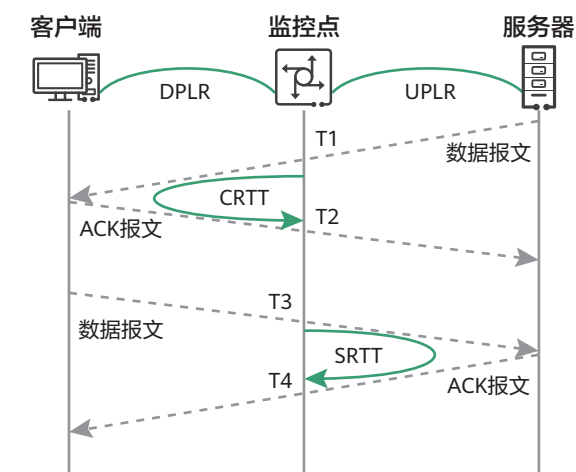 客户端
监控点
服务器
DPLR
UPLR
T1
数据报文
CRTT
T2
ACK报文
T3
数据报文
SRTT
T4
ACK报文